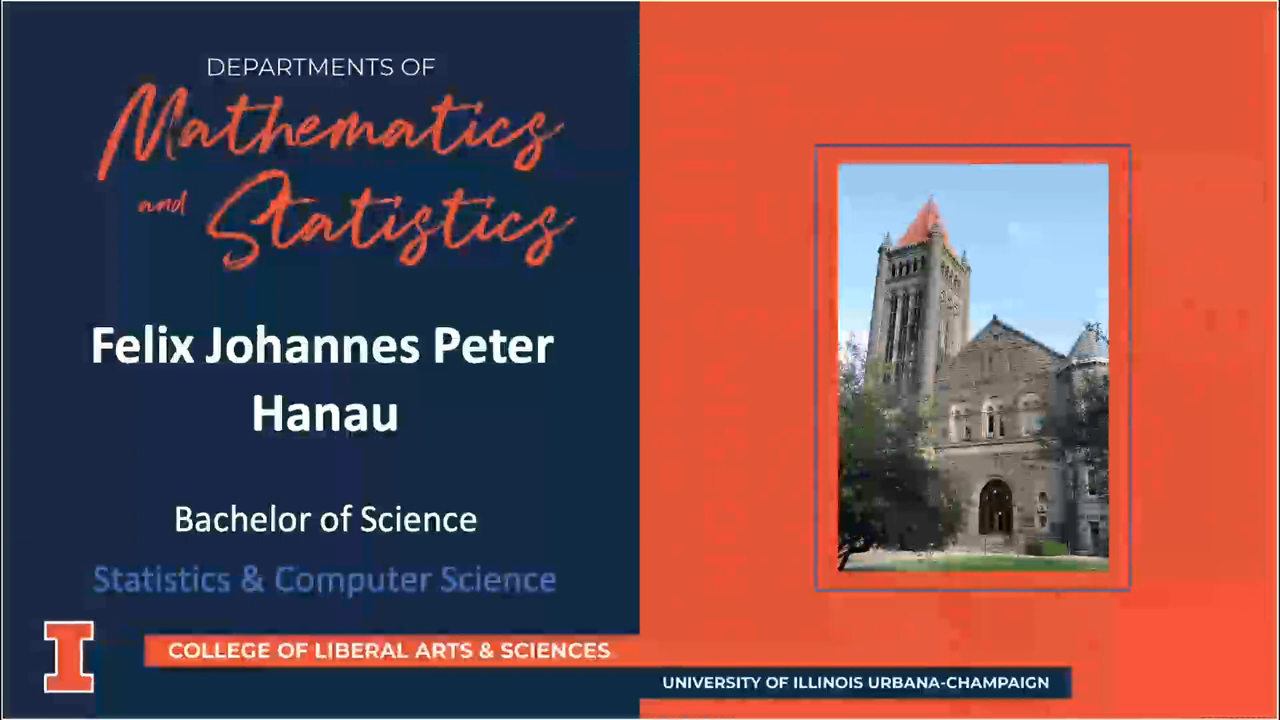 DEPARTMENTS OF
Mathematics
and Statistics
Felix Johannes Peter
Hanau
Bachelor of Science
Statistics & Computer Science
I
COLLEGE OF LIBERAL ARTS & SCIENCES
UNIVERSITY OF ILLINOIS URBANA-CHAMPAIGN